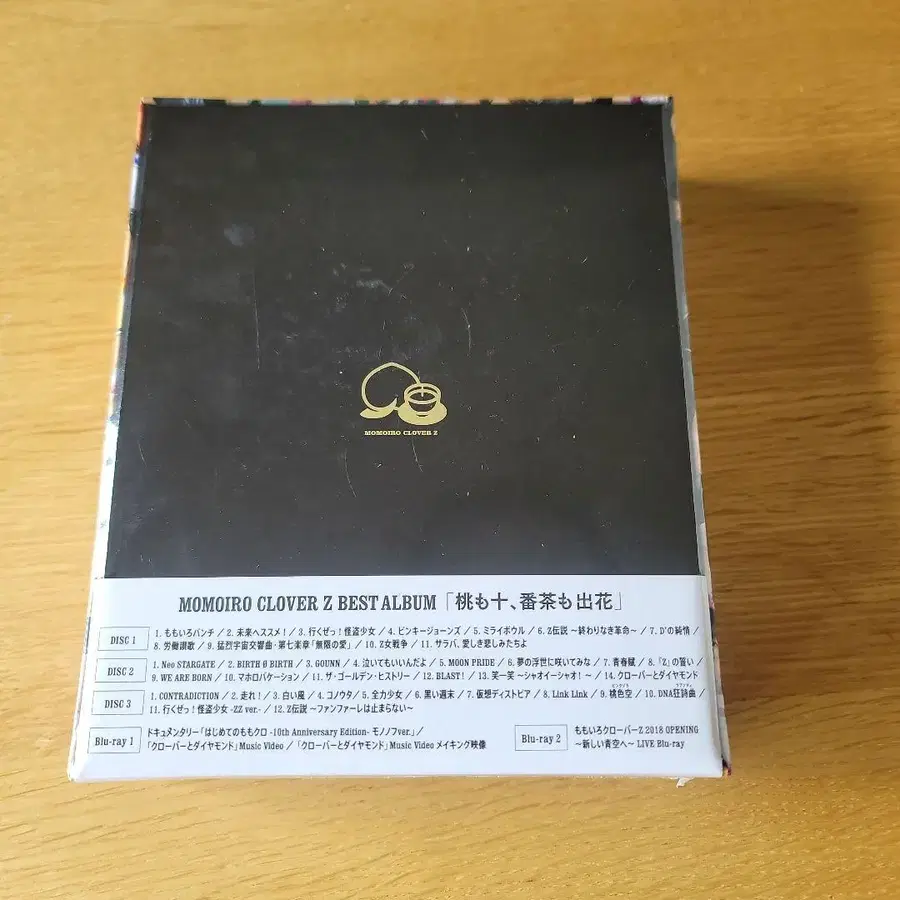 MOMOIRO CLOVER Z
MOMOIRO CLOVER Z BEST ALBUM「桃も十、番茶も出花」
DISC 1
1. ももいろパンチ / 2. 未来へススメ! / 3. 行くぜっ!怪盗少女 / 4. ピンキージョーンズ / 5. ミライボウル / 6. Z伝説 ~終わりなき革命~ / 7. D'の純情 /
8. 労働讃歌 / 9. 猛烈宇宙交響曲・第七楽章「無限の愛」 / 10. Z女戦争 / 11. サラバ、愛しき悲しみたちよ
DISC 2
1. Neo STARGATE / 2. BIRTH Ø BIRTH / 3. GOUNN / 4. 泣いてもいいんだよ / 5. MOON PRIDE / 6. 夢の浮世に咲いてみな / 7. 青春賦 / 8.『Z』の誓い /
9. WE ARE BORN / 10. マホロバケーション / 11. ザ・ゴールデン・ヒストリー / 12. BLAST! / 13. 笑一笑 ~シャオイーシャオ!~ / 14. クローバーとダイヤモンド
DISC 3
1. CONTRADICTION / 2. 走れ! / 3. 白い風 / 4. コノウタ / 5. 全力少女 / 6. 黒い週末 / 7. 仮想ディストピア / 8. Link Link / 9. 桃色空 / 10. DNA狂詩曲 /
11. 行くぜっ!怪盗少女 -ZZ ver.- / 12. Z伝説 ~ファンファーレは止まらない~
Blu-ray 1
ドキュメンタリー「はじめてのももクロ -10th Anniversary Edition- モノノフver.」 /
「クローバーとダイヤモンド」Music Video /「クローバーとダイヤモンド」Music Video メイキング映像
Blu-ray 2
ももいろクローバーZ 2018 OPENING
~新しい青空へ~ LIVE Blu-ray